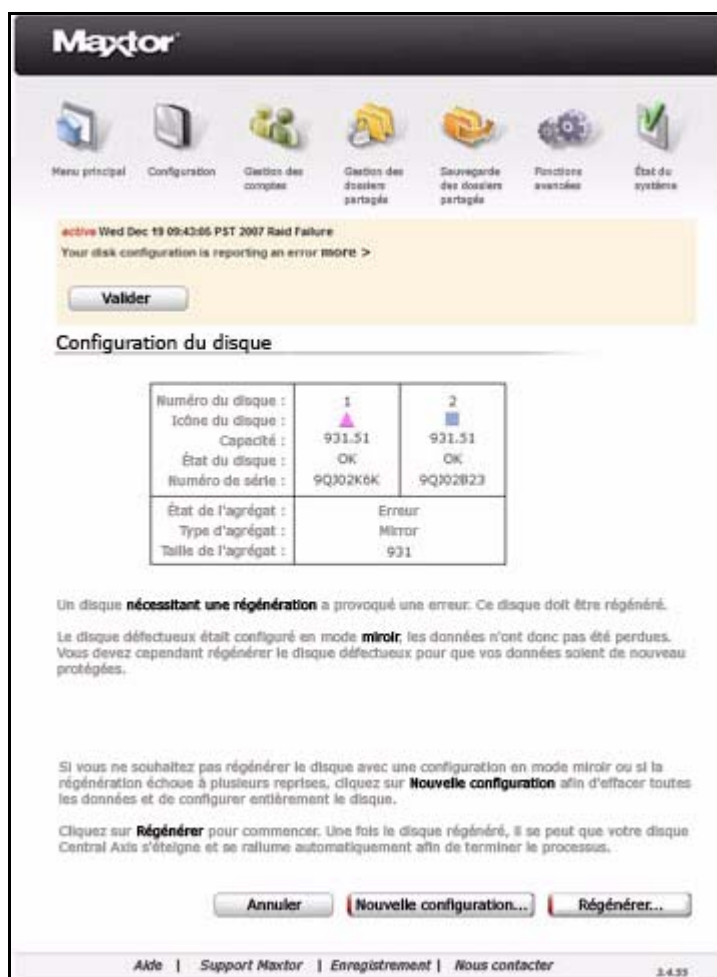 Maxtor
Menu principal
Configuration
Gestion des comptes
Gestion des dossiers partagés
Sauvegarde des dossiers partagés
Fonctions avancées
État du système
active Wed Dec 19 09:43:05 PST 2007 Raid Failure
Your disk configuration is reporting an error more >
Valider
Configuration du disque
Numéro du disque : 1 2
Icône du disque :
Capacité : 931.51 931.51
État du disque : OK OK
Numéro de série : 9QJ02K6K 9QJ02B23
État de l'agrégat : Erreur
Type d'agrégat : Mirror
Taille de l'agrégat : 931
Un disque nécessitant une régénération a provoqué une erreur. Ce disque doit être régénéré.
Le disque défectueux était configuré en mode miroir, les données n'ont donc pas été perdues.
Vous devez cependant régénérer le disque défectueux pour que vos données soient de nouveau
protégées.
Si vous ne souhaitez pas régénérer le disque avec une configuration en mode miroir ou si la
régénération échoue à plusieurs reprises, cliquez sur Nouvelle configuration afin d'effacer toutes
les données et de configurer entièrement le disque.
Cliquez sur Régénérer pour commencer. Une fois le disque régénéré, il se peut que votre disque
Central Axis s'éteigne et se rallume automatiquement afin de terminer le processus.
Annuler
Nouvelle configuration...
Régénérer...
Aide | Support Maxtor | Enregistrement | Nous contacter
2.4.55